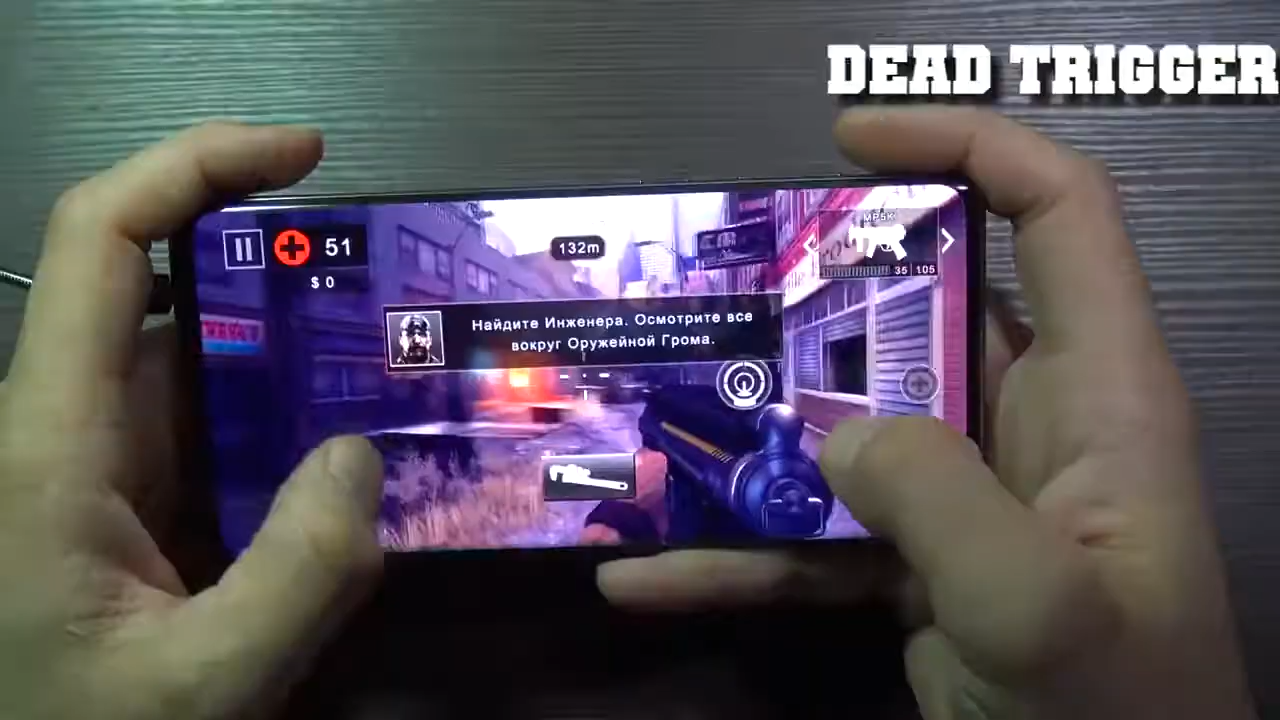 DEAD TRIGGER
MP5K
51
132m
35 105
$ 0
Найдите Инженера. Осмотрите все
вокруг Оружейной Грома.